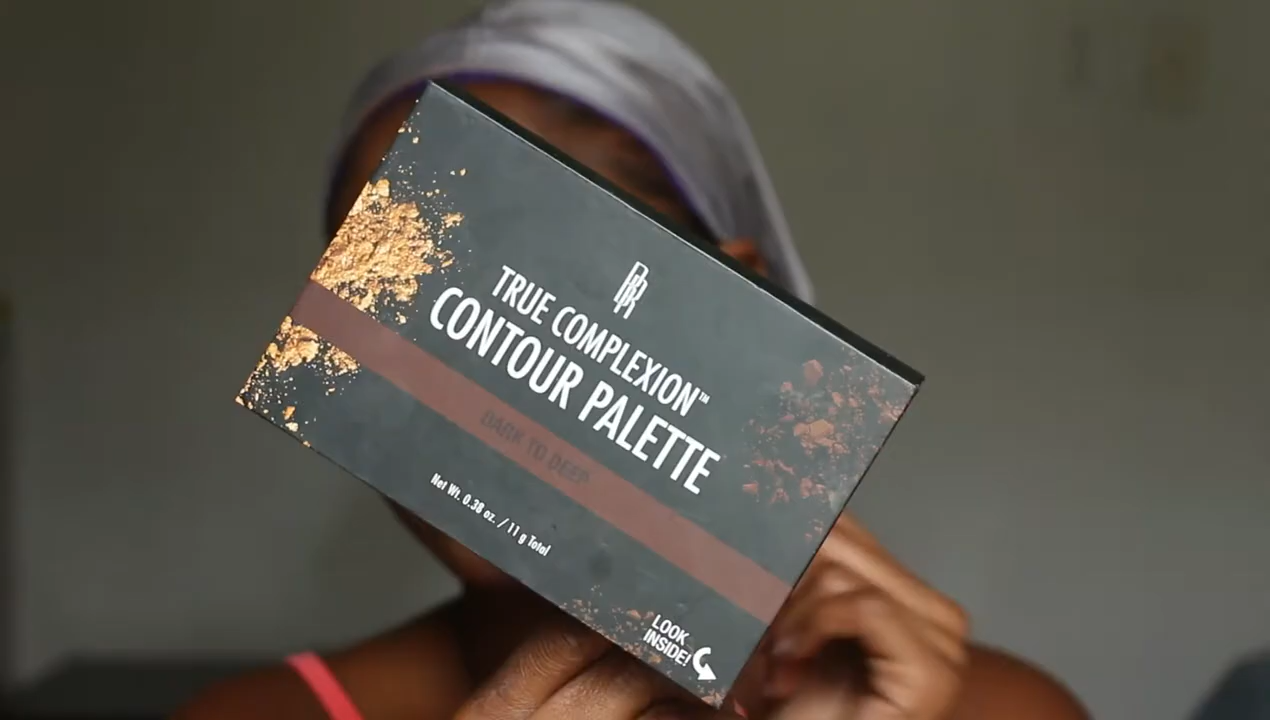 TRUE COMPLEXION™
CONTOUR PALETTE
DARK TO DEEP
Net Wt. 0.38 oz. / 11 g Total
LOOK
INSIDE!